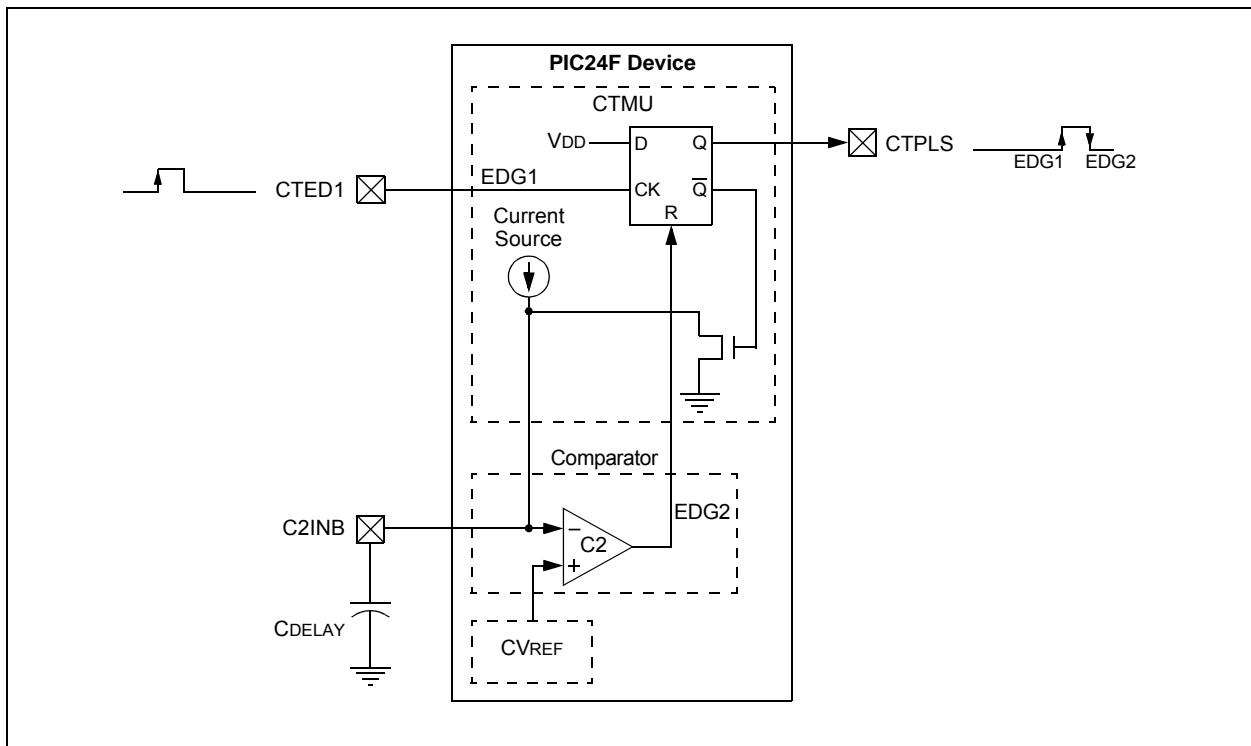 PIC24F Device
CTMU
VDD
D
Q
CTPLS
EDG1
EDG2
CTED1
EDG1
CK
Q
R
Current
Source
Comparator
C2INB
EDG2
−
C2
+
CDELAY
CVREF